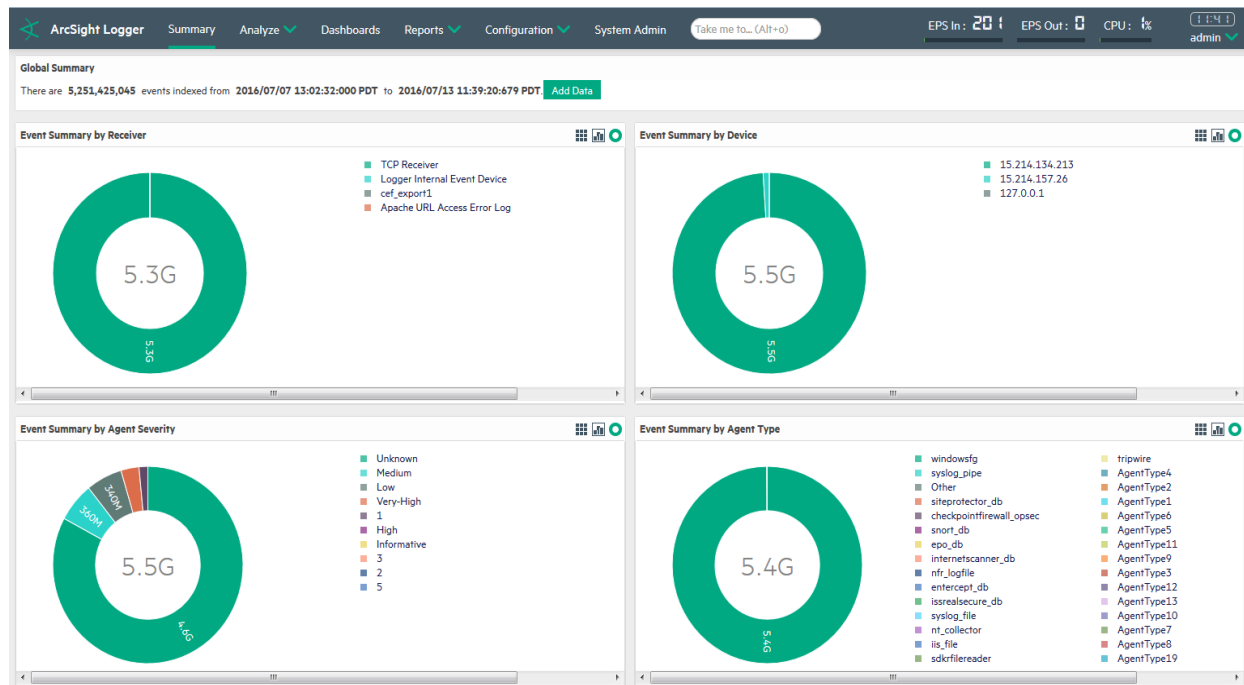 ArcSight Logger Summary Analyze Dashboards Reports Configuration System Admin Take me to... (Alt+o) EPS In: 201 EPS Out: 0 CPU: 1% 11:41
admin
Global Summary
There are 5,251,425,045 events indexed from 2016/07/07 13:02:32:000 PDT to 2016/07/13 11:39:20:679 PDT. Add Data
Event Summary by Receiver
TCP Receiver
Logger Internal Event Device
cef_export1
Apache URL Access Error Log
5.3G
5.3G
Event Summary by Device
15.214.134.213
15.214.157.26
127.0.0.1
5.5G
5.5G
Event Summary by Agent Severity
Unknown
Medium
Low
Very-High
1
High
Informative
3
2
5
340M
360M
5.5G
4.6G
Event Summary by Agent Type
windowsfg
syslog_pipe
Other
siteprotector_db
checkpointfirewall_opsec
snort_db
epo_db
internetscanner_db
nfr_logfile
entercept_db
issrealsecure_db
syslog_file
nt_collector
iis_file
sdkrfilereader
tripwire
AgentType4
AgentType2
AgentType1
AgentType6
AgentType5
AgentType11
AgentType9
AgentType3
AgentType12
AgentType13
AgentType10
AgentType7
AgentType8
AgentType19
5.4G
5.4G